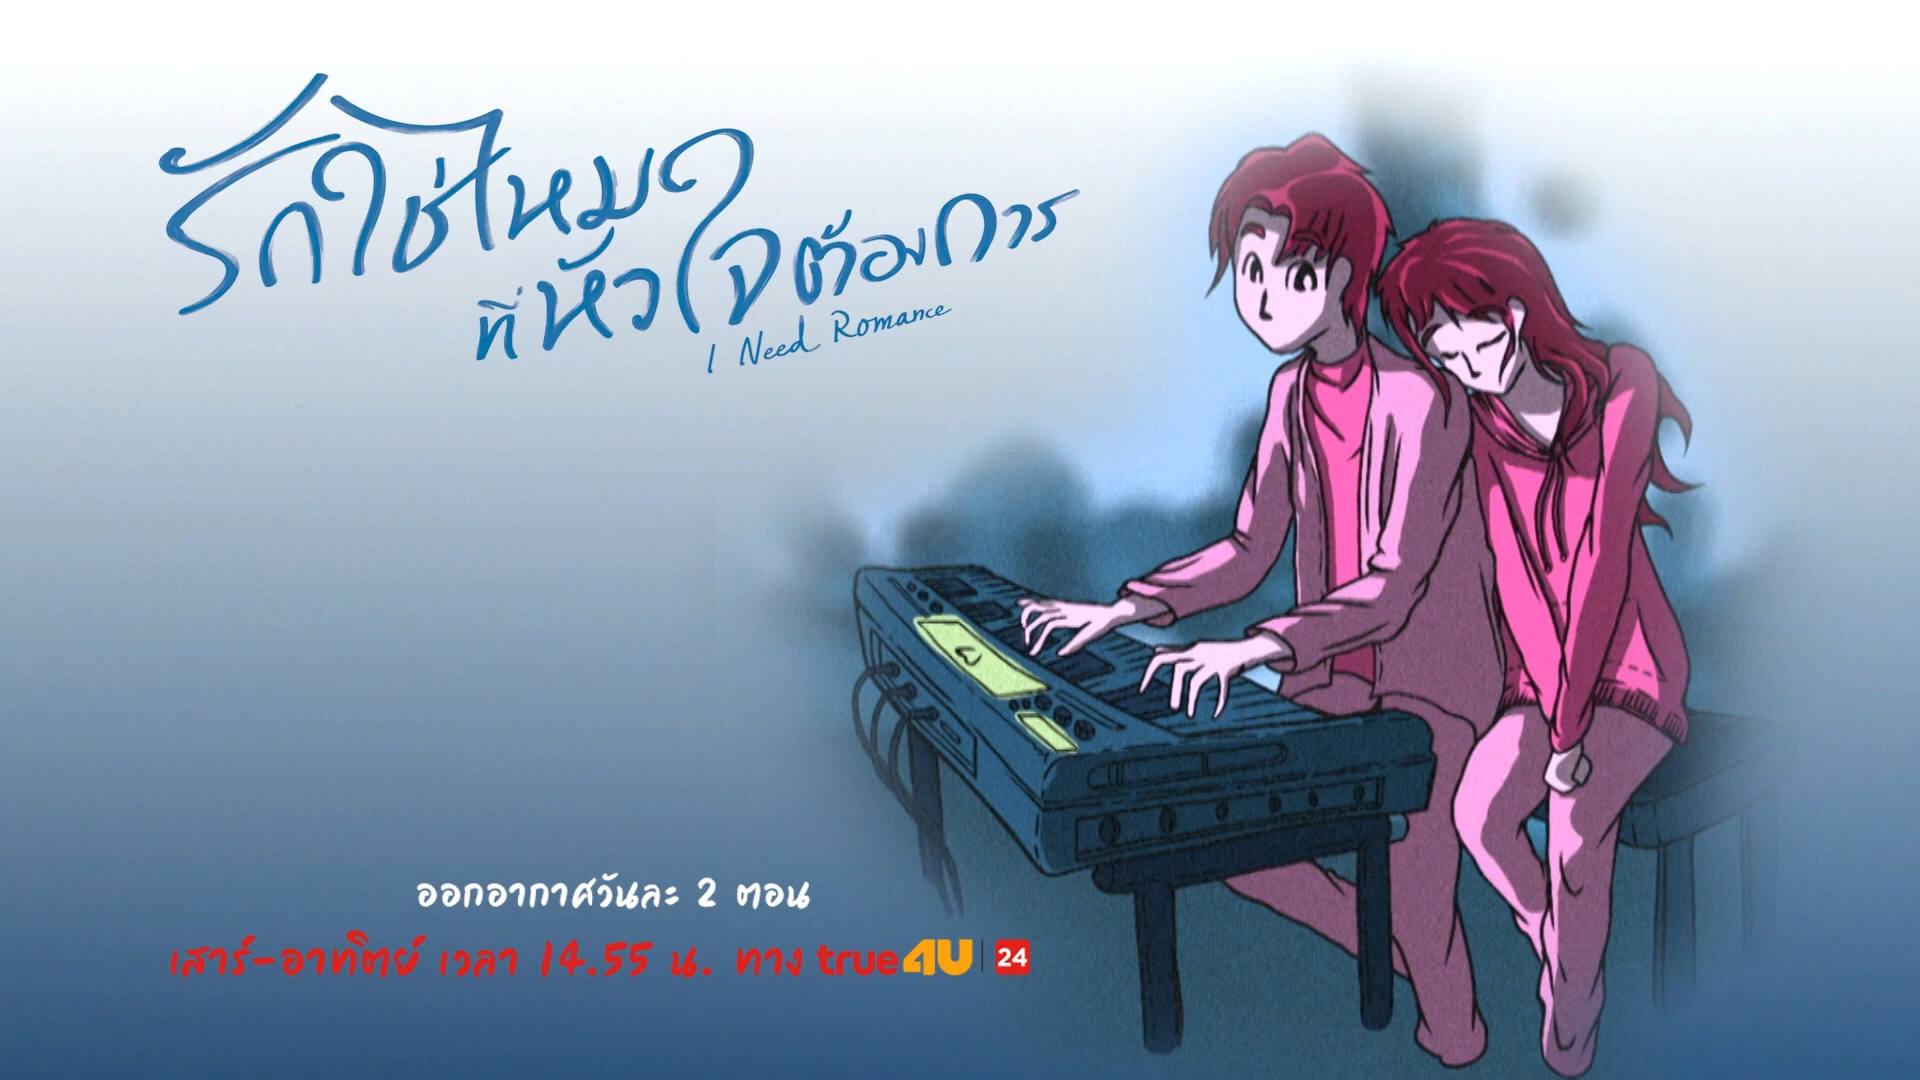 รักใช่ไหม
ที่หัวใจต้องการ
I Need Romance
ออกอากาศวันละ 2 ตอน
เสาร์-อาทิตย์ เวลา 14.55 น. ทาง true4U 24